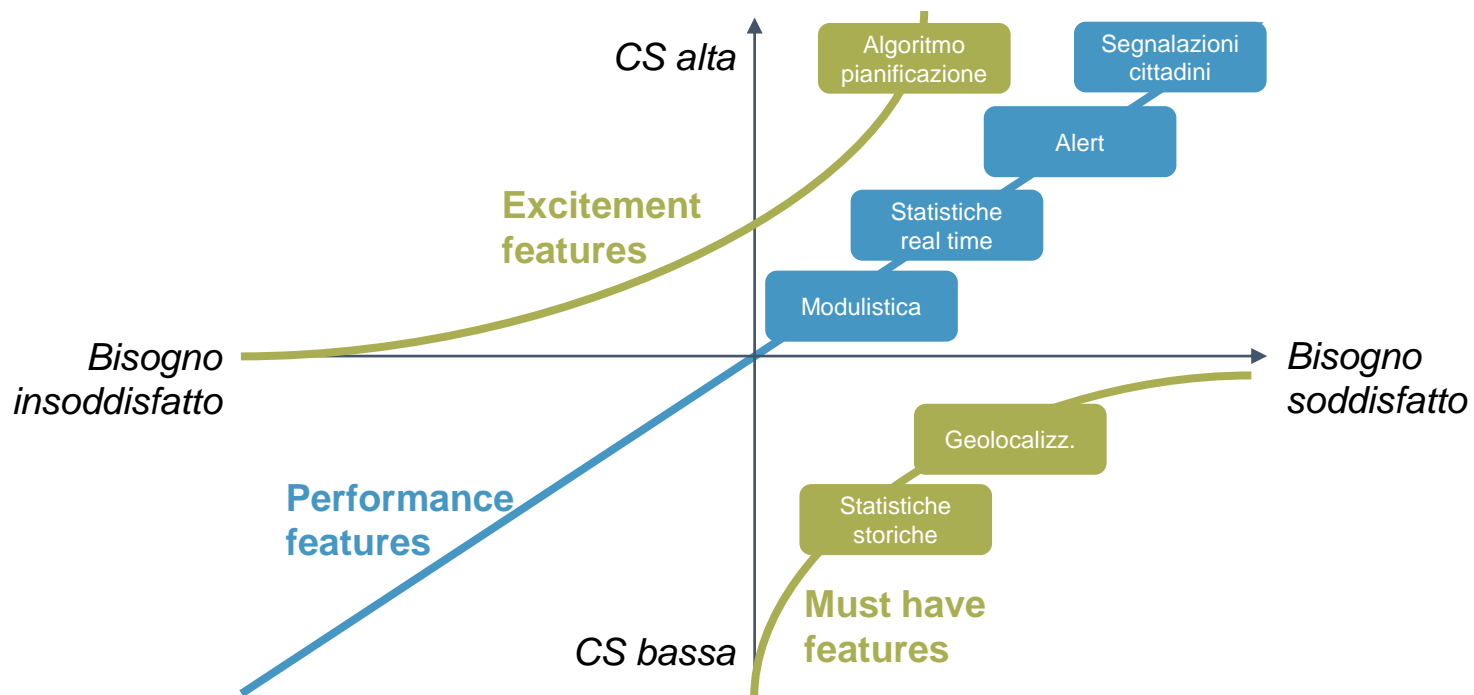 CS alta
Algoritmo
pianificazione
Segnalazioni
cittadini
Alert
Excitement
features
Statistiche
real time
Modulistica
Bisogno
insoddisfatto
Bisogno
soddisfatto
Geolocalizz.
Performance
features
Statistiche
storiche
Must have
features
CS bassa